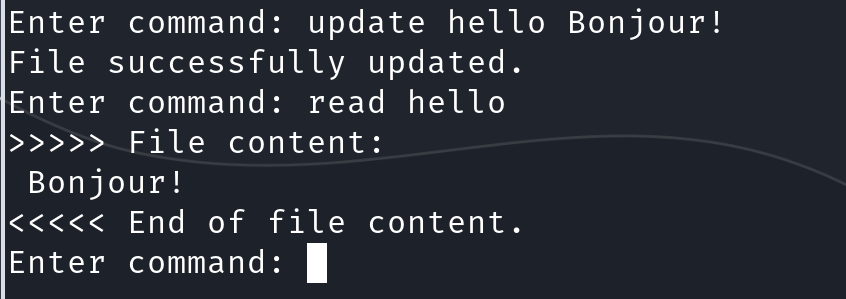 Enter command: update hello Bonjour!
File successfully updated.
Enter command: read hello
>>>>> File content:
 Bonjour!
<<<<< End of file content.
Enter command: